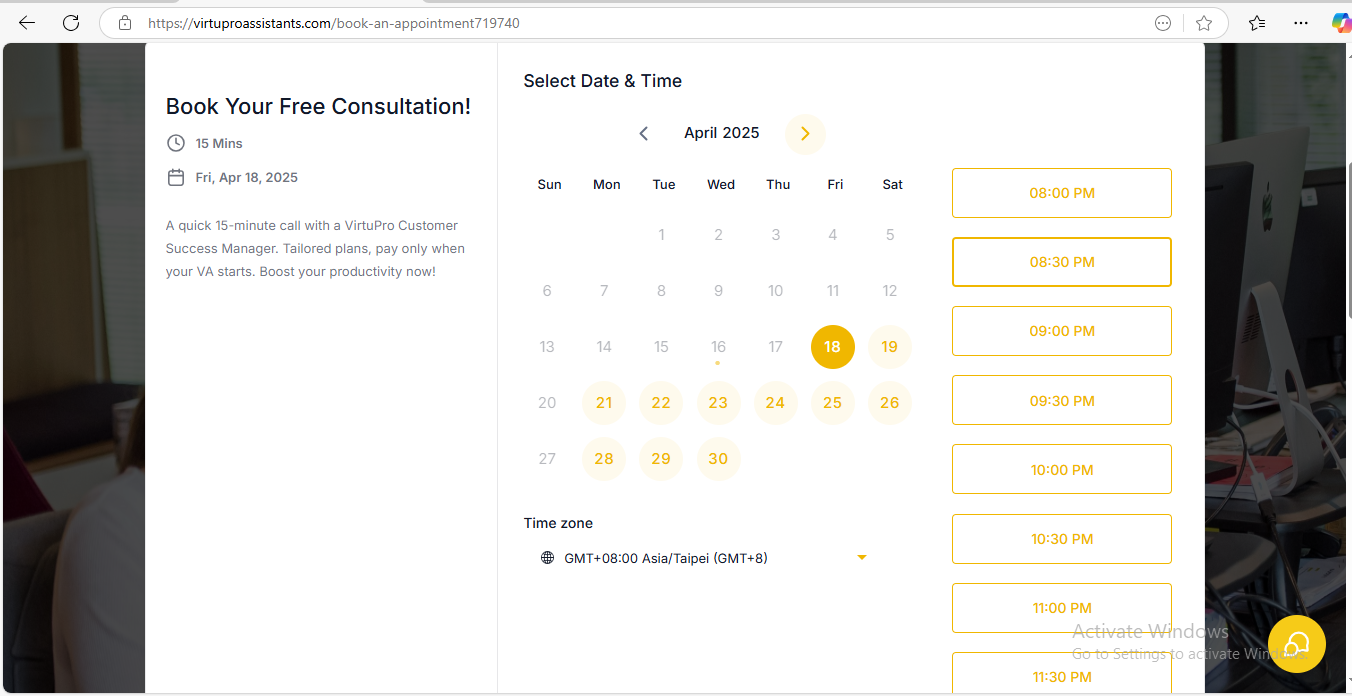 https://virtuproassistants.com/book-an-appointment719740
Book Your Free Consultation!
15 Mins
Fri, Apr 18, 2025
A quick 15-minute call with a VirtuPro Customer
Success Manager. Tailored plans, pay only when
your VA starts. Boost your productivity now!
Select Date & Time
April 2025
Sun Mon Tue Wed Thu Fri Sat
1 2 3 4 5
6 7 8 9 10 11 12
13 14 15 16 17 18 19
20 21 22 23 24 25 26
27 28 29 30
Time zone
GMT+08:00 Asia/Taipei (GMT+8)
08:00 PM
08:30 PM
09:00 PM
09:30 PM
10:00 PM
10:30 PM
11:00 PM
11:30 PM
Activate Windows
Go to Settings to activate Windows.